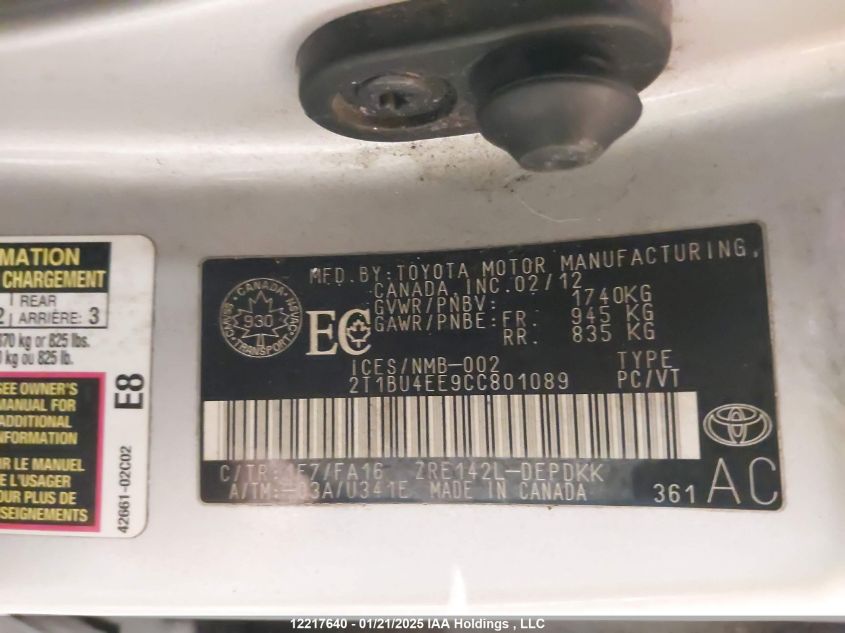 MATION
CHARGEMENT
REAR
ARRIÈRE: 3
370 kg or 825 lbs.
kg ou 825 lb.
SEE OWNER'S
MANUAL FOR
ADDITIONAL
INFORMATION
LE MANUEL
L'USAGER
POUR PLUS DE
E8
42661-02C02
MFD. BY: TOYOTA MOTOR MANUFACTURING,
CANADA, INC. 02/12
GVWR/PNBV: 1740KG
GAWR/PNBE: FR: 945 KG
RR: 835 KG
CANADA
930
TRANSPORT
EC
ICES/NMB-002 TYPE
2T1BU4EE9CC801089 PC/VT
C/TR: 1F7/FA16 ZRE142L-DEPDKK
A/TM: -03A/U341E MADE IN CANADA
361 AC
12217640 - 01/21/2025 IAA Holdings , LLC